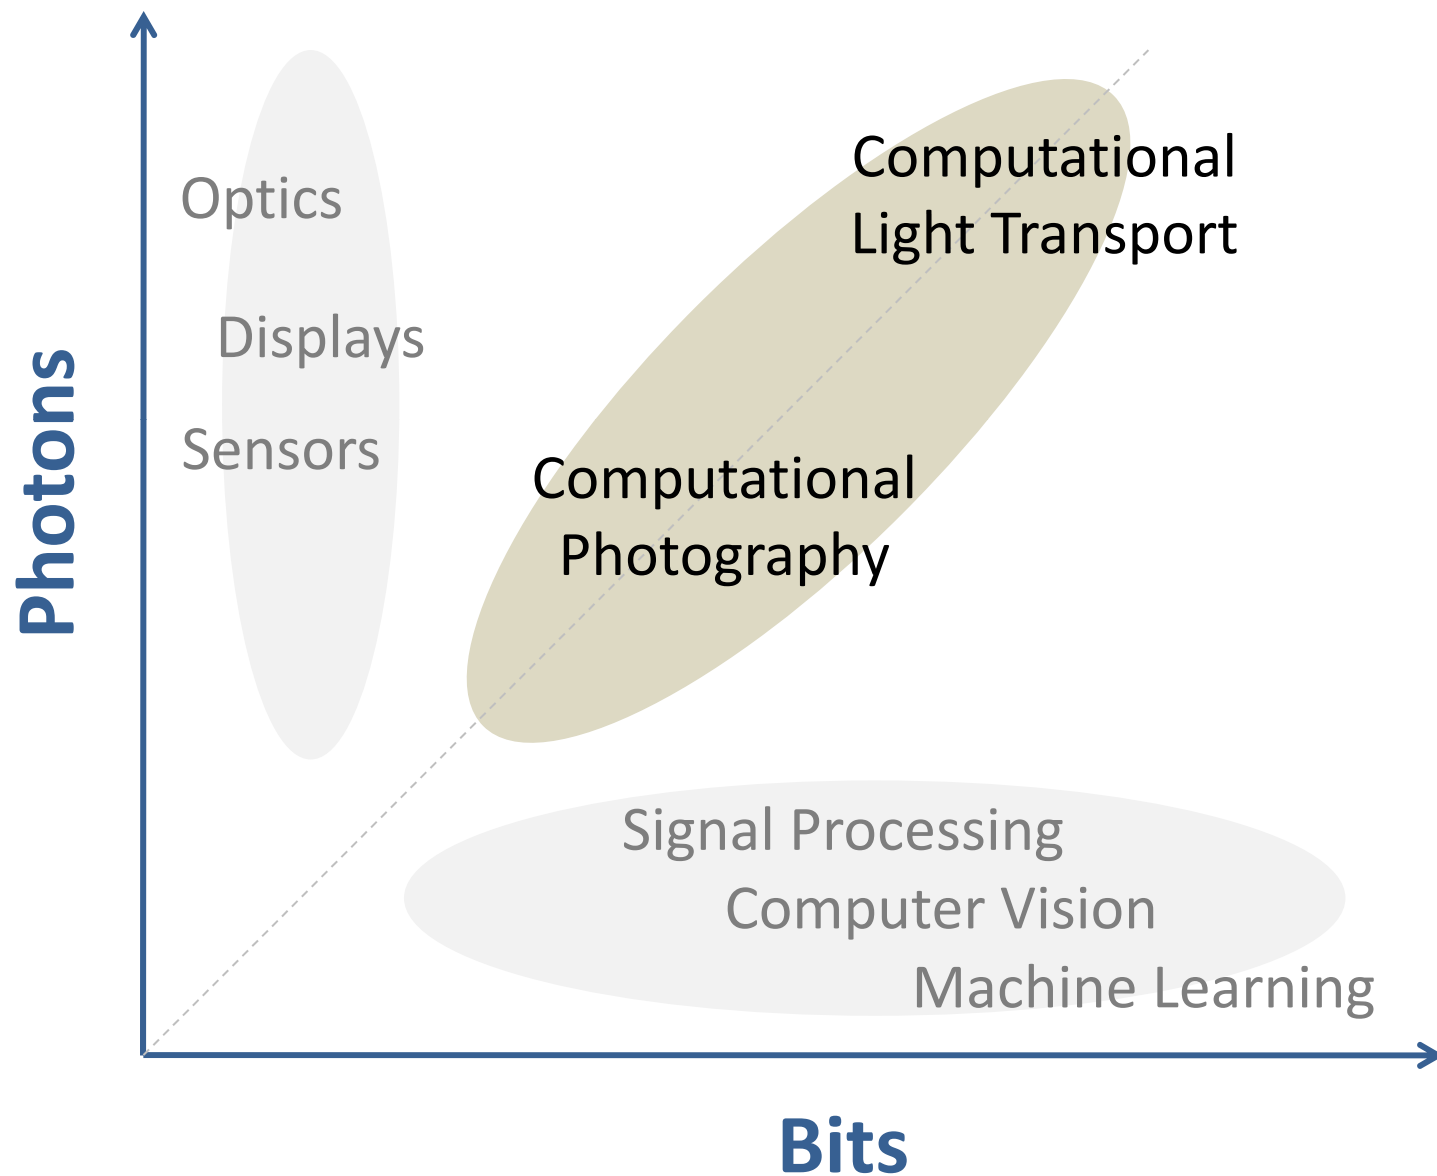 Photons
Optics
Displays
Sensors
Computational
Light Transport
Computational
Photography
Signal Processing
Computer Vision
Machine Learning
Bits